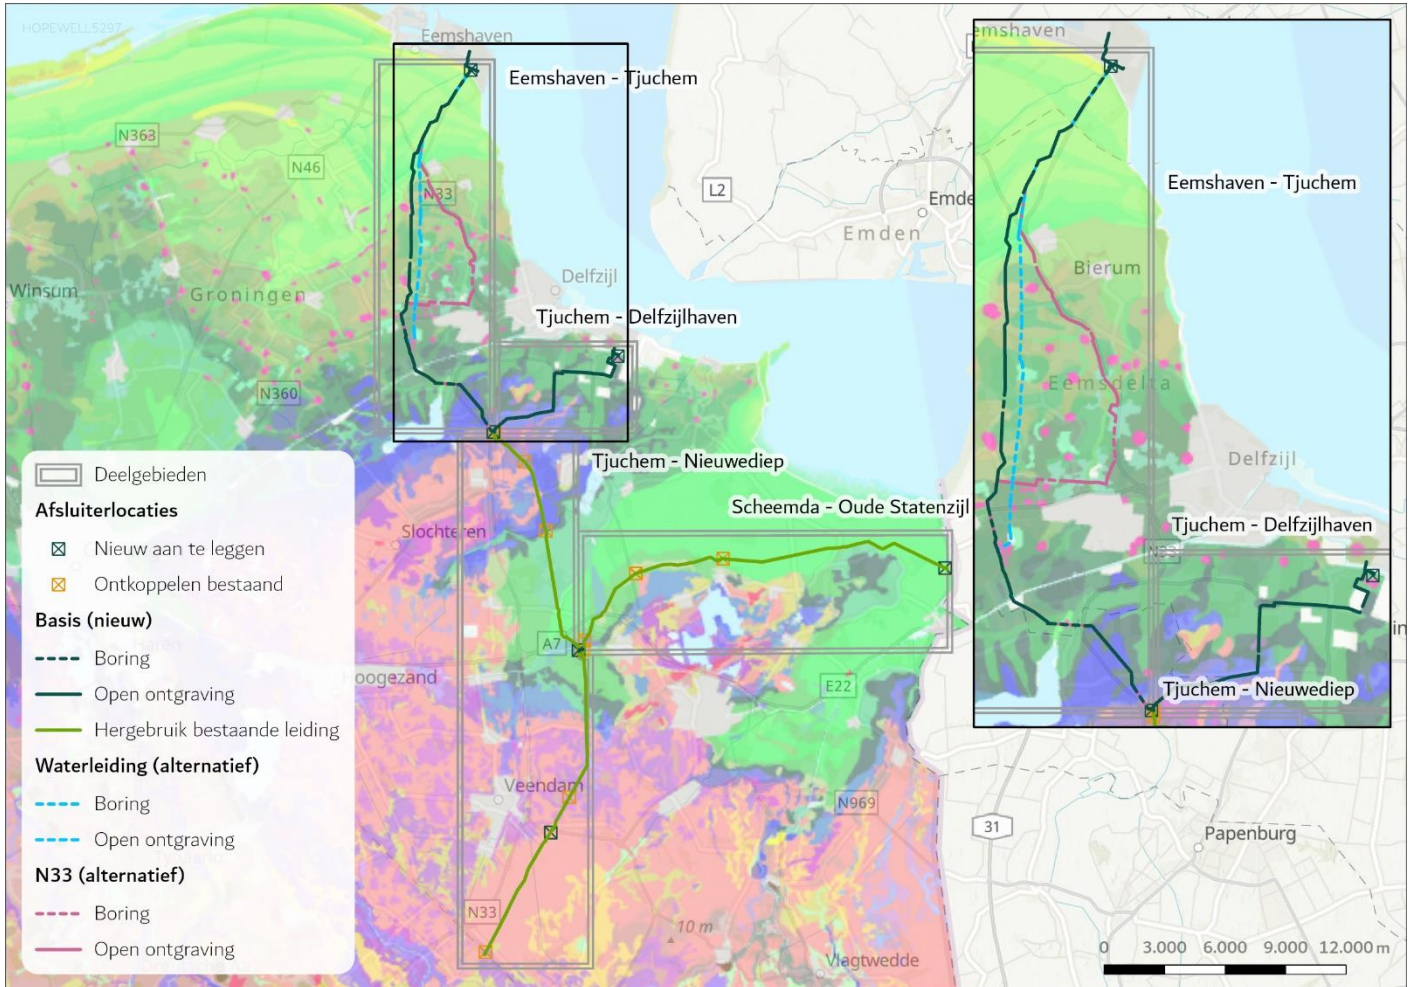 HOPEWELL5297
Eemshaven
Eemshaven - Tjuchem
N363
N46
N33
L2
Emde
Emden
Winsum
Groningen
Delfzijl
Tjuchem - Delfzijlhaven
N360
Tjuchem - Nieuwediep
Slochteren
Scheemda - Oude Statenzijl
A7
Hoogezand
E22
Veendam
N969
N33
10 m
Vlagtwedde
31
Papenburg
emshaven
Eemshaven - Tjuchem
Bierum
Eemsdelta
Delfzijl
Tjuchem - Delfzijlhaven
N33
Tjuchem - Nieuwediep
Deelgebieden
Afsluiterlocaties
Nieuw aan te leggen
Ontkoppelen bestaand
Basis (nieuw)
Boring
Open ontgraving
Hergebruik bestaande leiding
Waterleiding (alternatief)
Boring
Open ontgraving
N33 (alternatief)
Boring
Open ontgraving
0 3.000 6.000 9.000 12.000 m